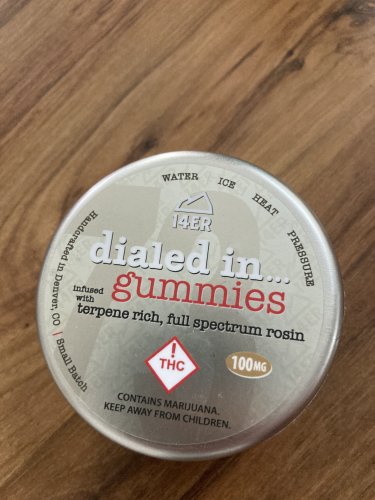 WATER ICE HEAT PRESSURE
14ER
dialed in...
infused
with
gummies
terpene rich, full spectrum rosin
Handcrafted in Denver, CO | Small Batch
!
THC
100MG
CONTAINS MARIJUANA.
KEEP AWAY FROM CHILDREN.